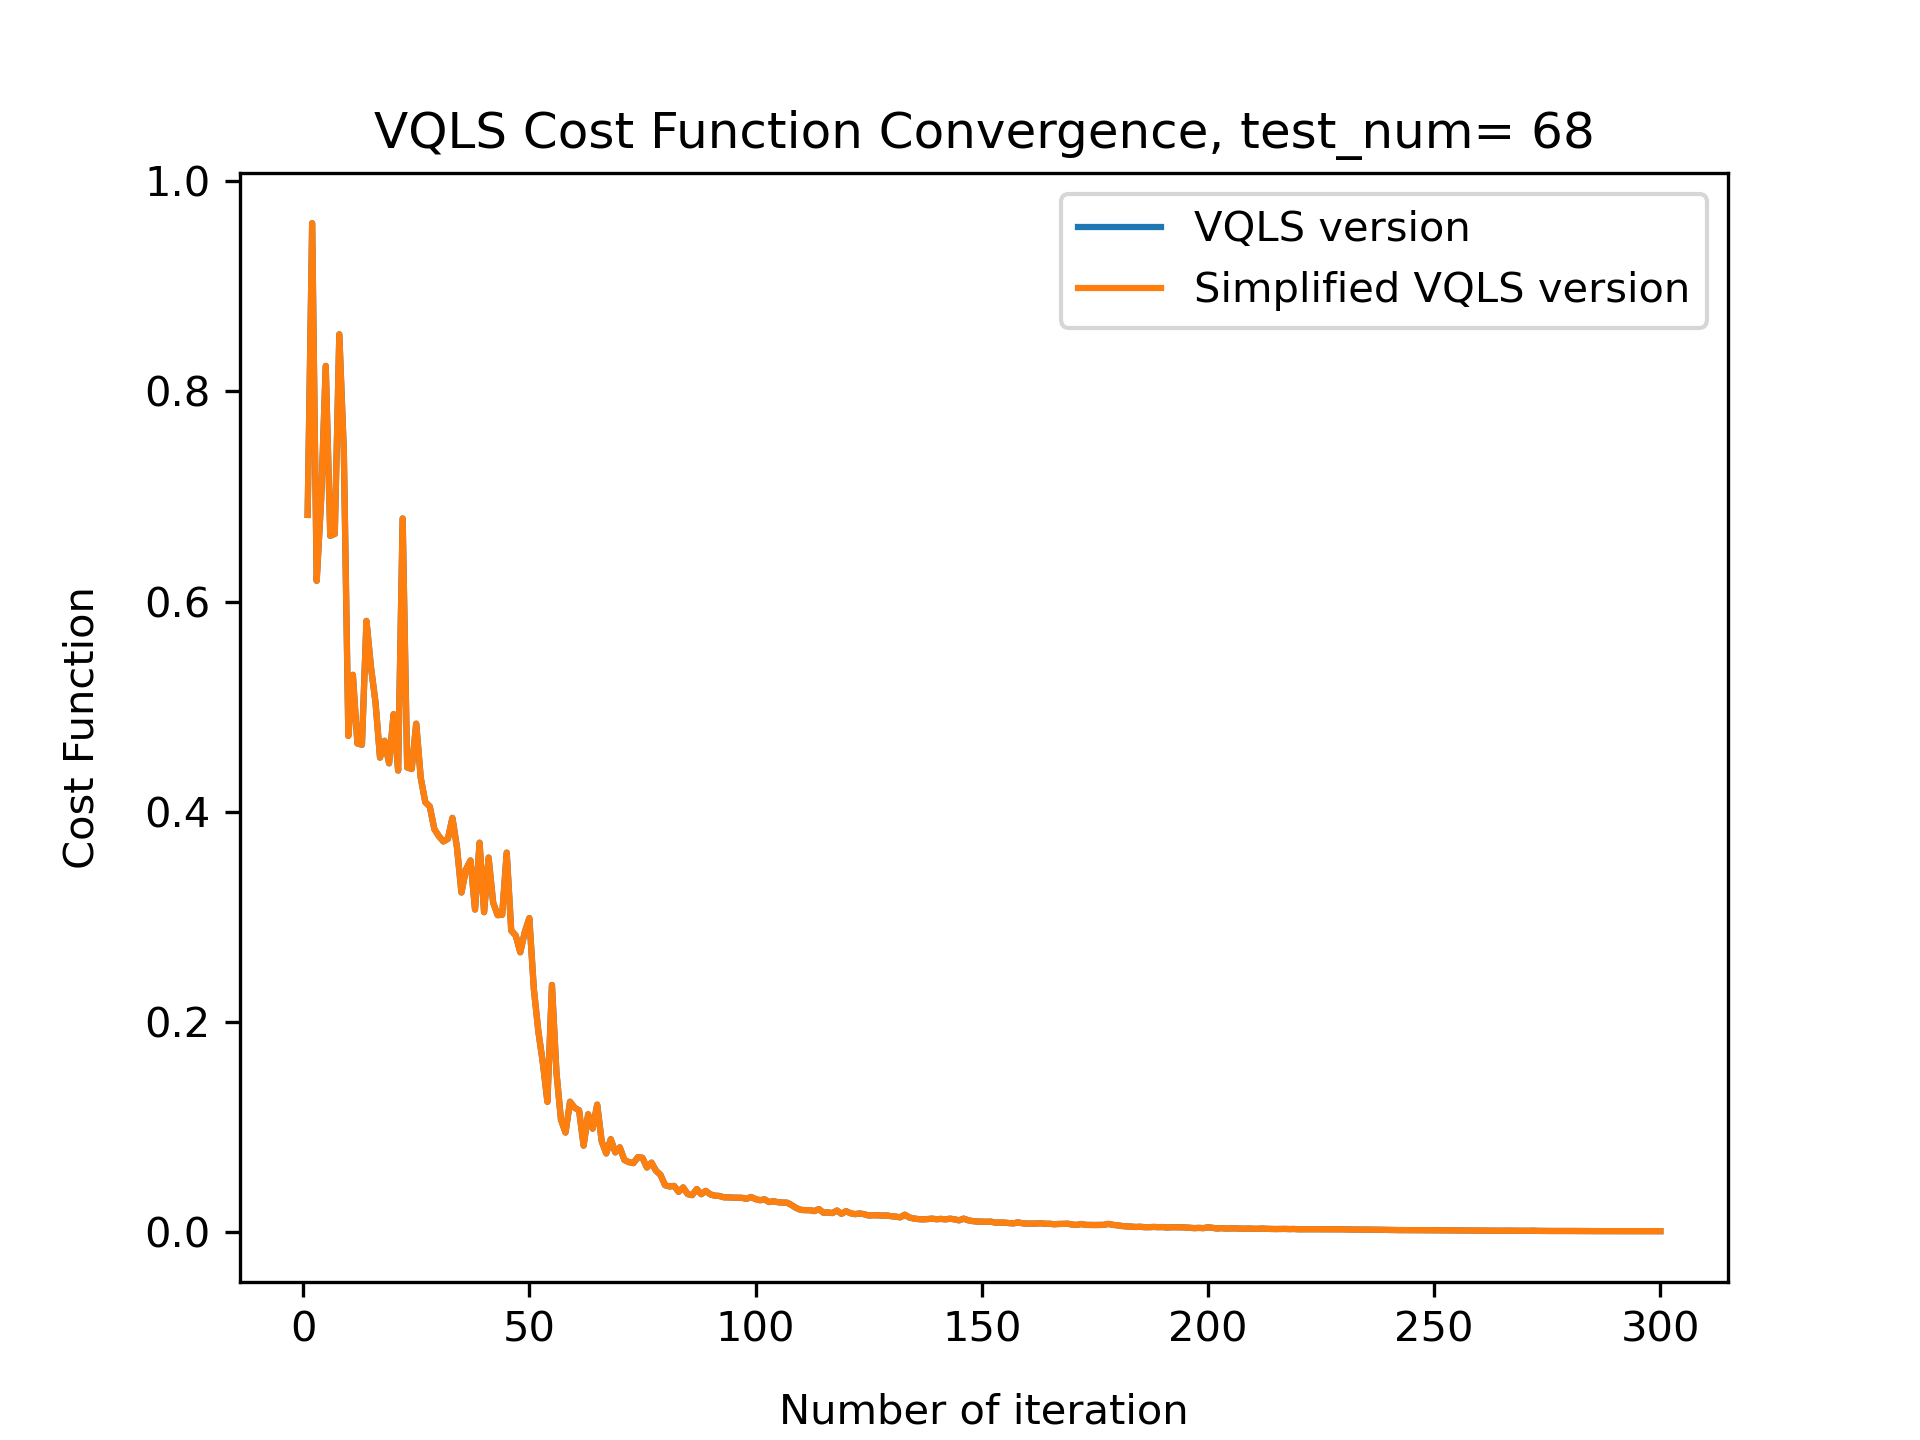 VQLS Cost Function Convergence, test_num= 68
VQLS version
Simplified VQLS version
1.0
0.8
0.6
0.4
0.2
0.0
Cost Function
0 50 100 150 200 250 300
Number of iteration